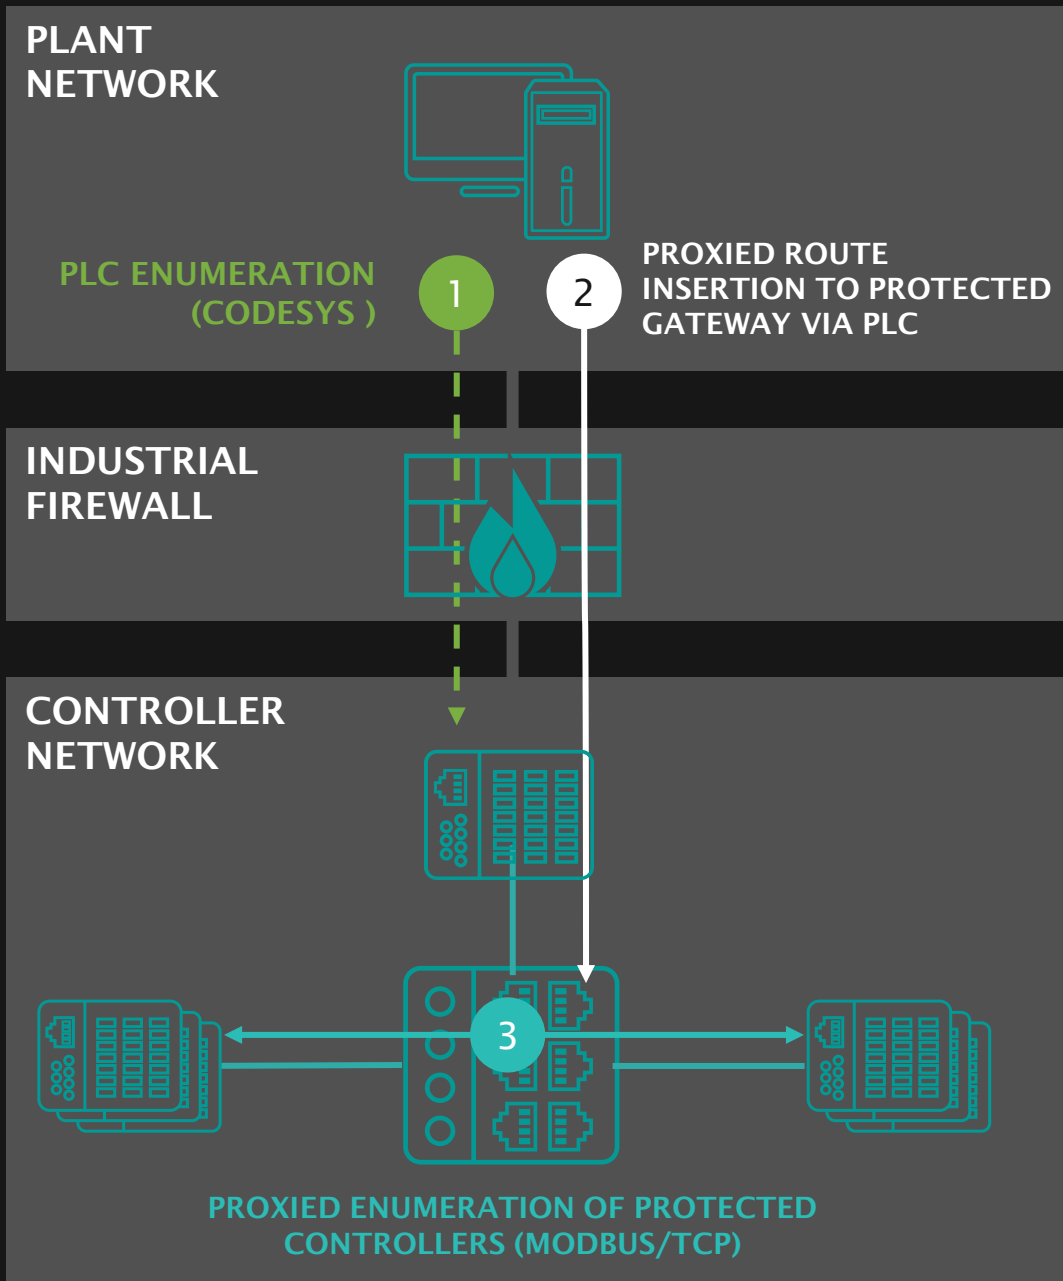 PLANT
NETWORK
PLC ENUMERATION
(CODESYS )
1
2
PROXIED ROUTE
INSERTION TO PROTECTED
GATEWAY VIA PLC
INDUSTRIAL
FIREWALL
CONTROLLER
NETWORK
3
PROXIED ENUMERATION OF PROTECTED
CONTROLLERS (MODBUS/TCP)